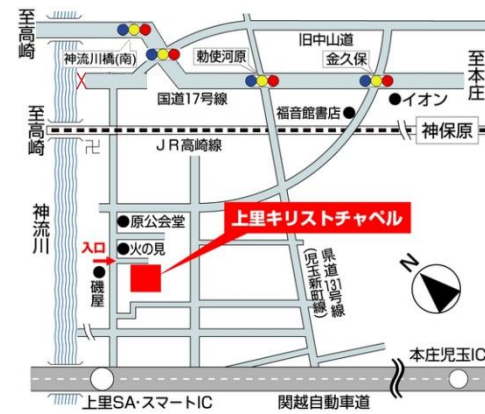 至高崎
神流川橋(南)
勅使河原
旧中山道
金久保
至本庄
国道17号線
福音館書店
イオン
至高崎
JR高崎線
神保原
神流川
原公会堂
火の見
入口
磯屋
上里キリストチャペル
県道131号線
(児玉新町線)
N
本庄児玉IC
上里SA・スマートIC
関越自動車道